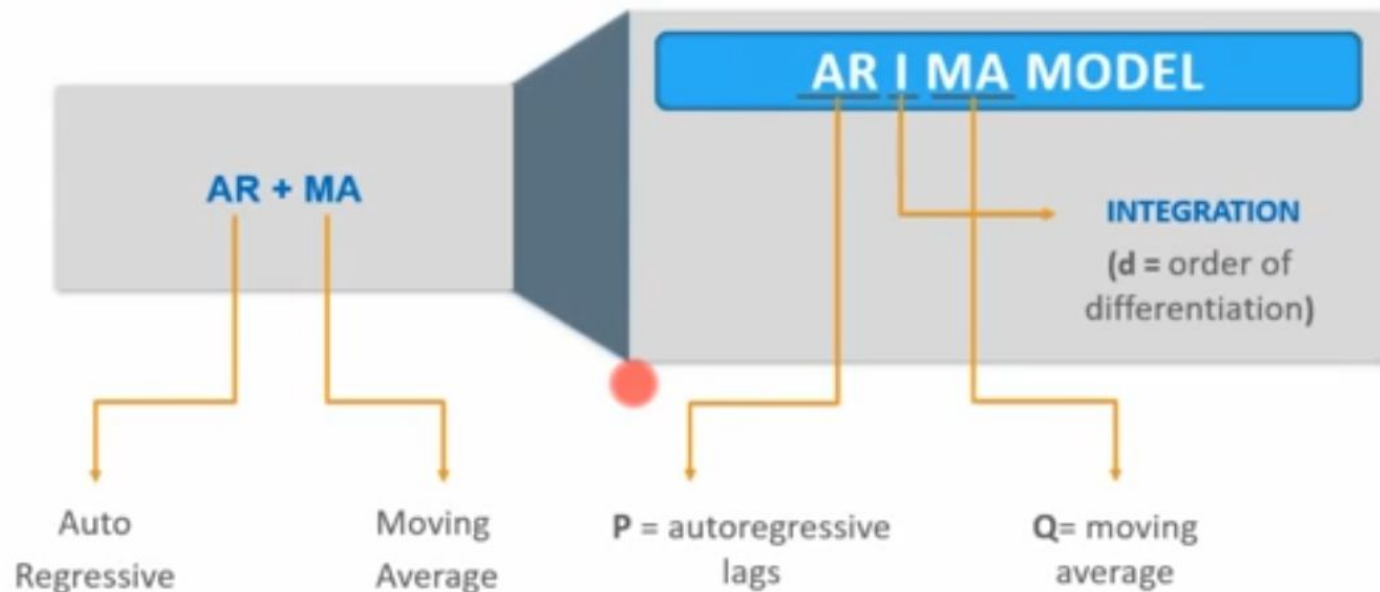 AR I MA MODEL
AR + MA
INTEGRATION
(d = order of
differentiation)
Auto
Regressive
Moving
Average
P = autoregressive
lags
Q= moving
average